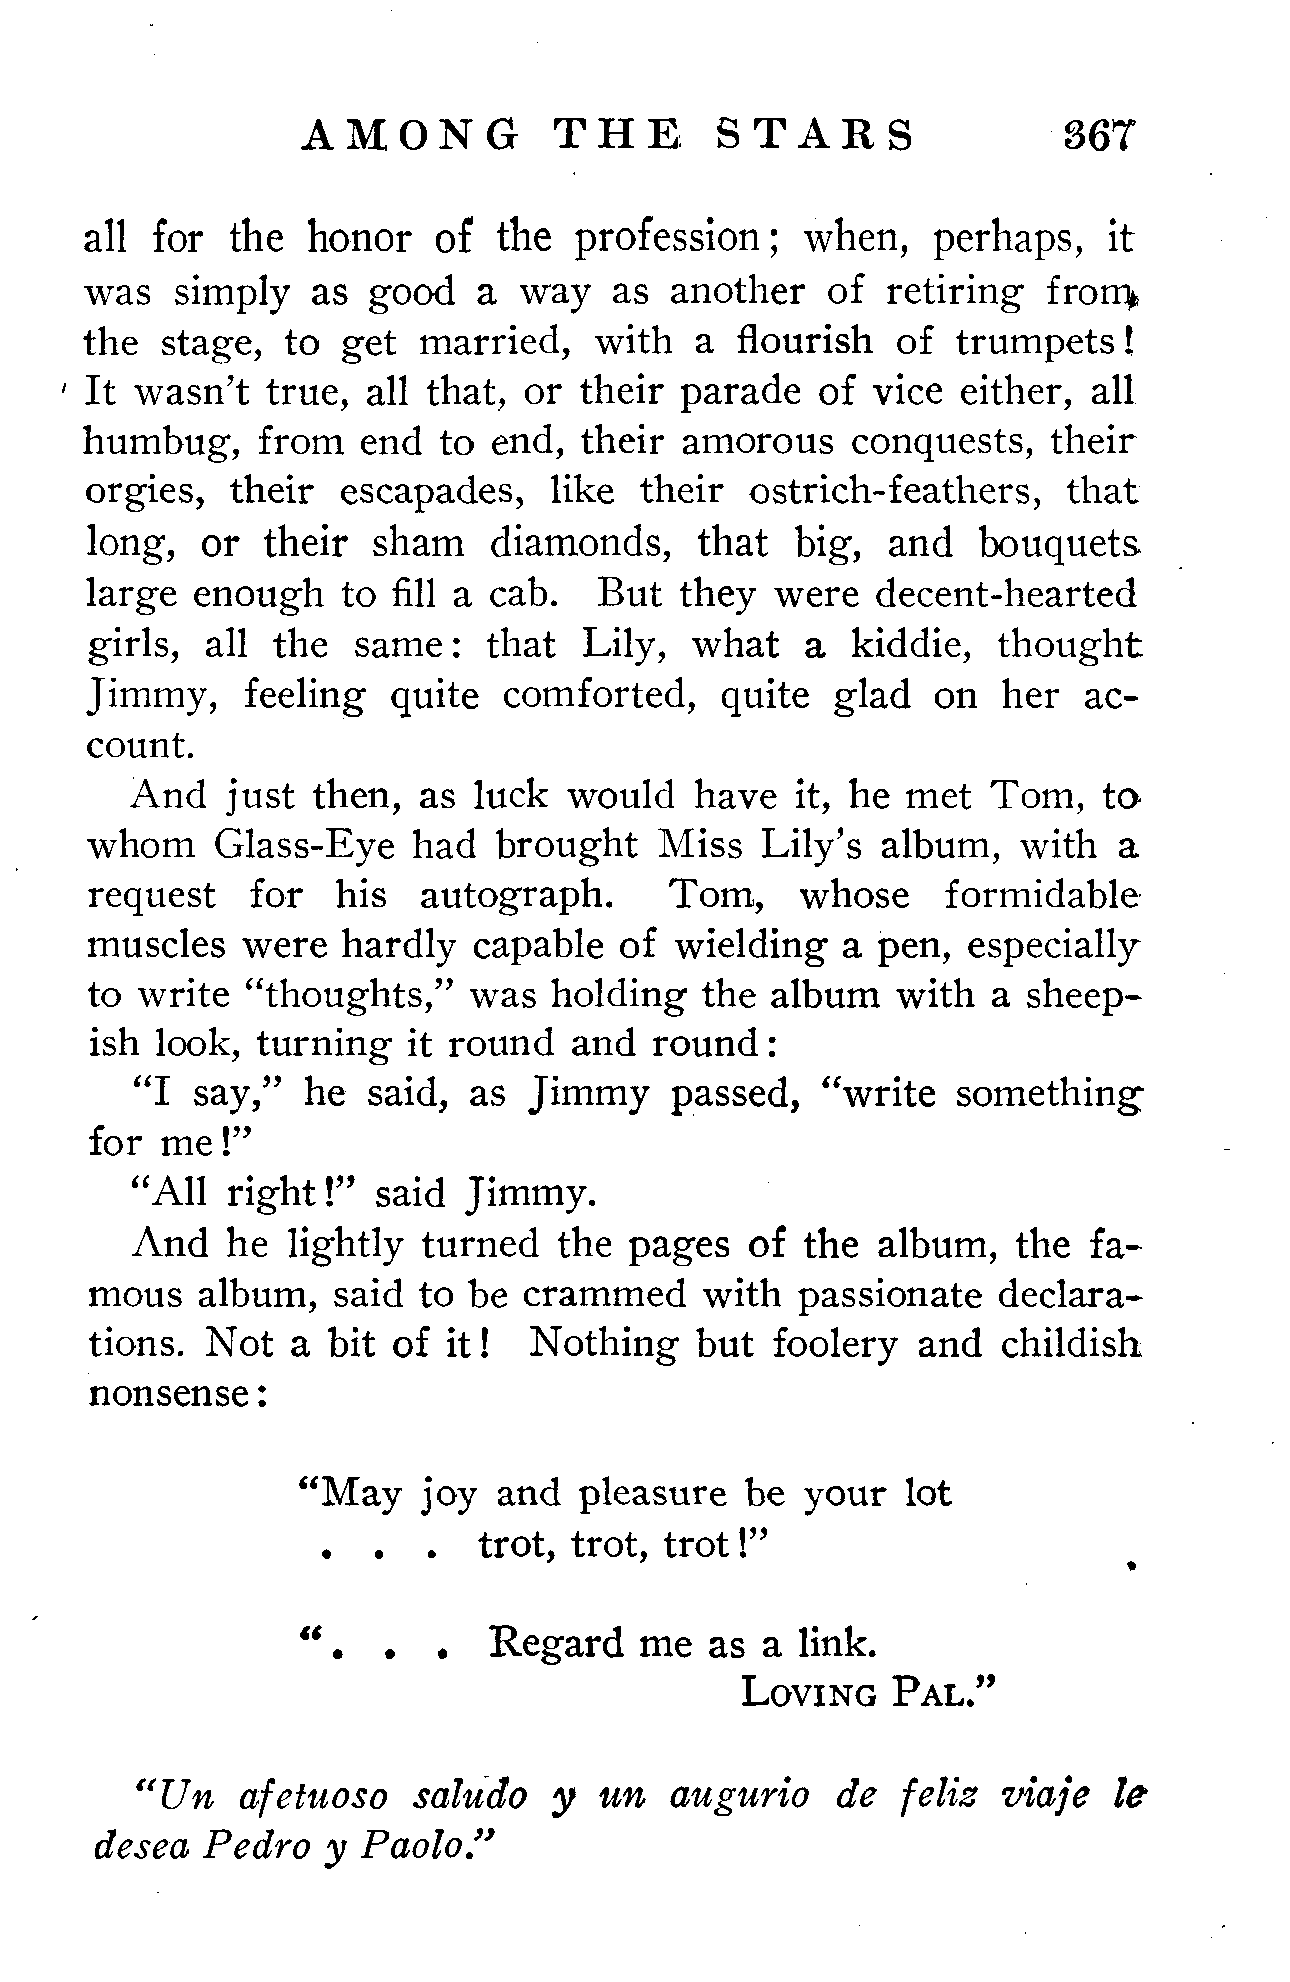 AMONG THE STARS 367
all for the honor of the profession; when, perhaps, it
was simply as good a way as another of retiring from
the stage, to get married, with a flourish of trumpets!
It wasn't true, all that, or their parade of vice either, all
humbug, from end to end, their amorous conquests, their
orgies, their escapades, like their ostrich-feathers, that
long, or their sham diamonds, that big, and bouquets
large enough to fill a cab. But they were decent-hearted
girls, all the same: that Lily, what a kiddie, thought
Jimmy, feeling quite comforted, quite glad on her ac-
count.
And just then, as luck would have it, he met Tom, to
whom Glass-Eye had brought Miss Lily's album, with a
request for his autograph. Tom, whose formidable
muscles were hardly capable of wielding a pen, especially
to write "thoughts," was holding the album with a sheep-
ish look, turning it round and round:
"I say," he said, as Jimmy passed, "write something
for me!"
"All right!" said Jimmy.
And he lightly turned the pages of the album, the fa-
mous album, said to be crammed with passionate declara-
tions. Not a bit of it! Nothing but foolery and childish
nonsense:
"May joy and pleasure be your lot
. . . trot, trot, trot!"
". . . Regard me as a link.
LOVING PAL."
"Un afetuoso saludo y un augurio de feliz viaje le
desea Pedro y Paolo."